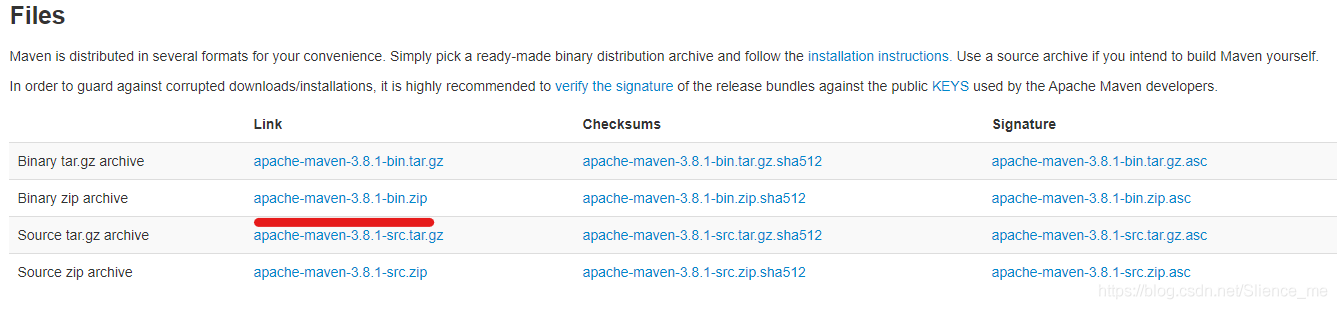 Files
Maven is distributed in several formats for your convenience. Simply pick a ready-made binary distribution archive and follow the installation instructions. Use a source archive if you intend to build Maven yourself.
In order to guard against corrupted downloads/installations, it is highly recommended to verify the signature of the release bundles against the public KEYS used by the Apache Maven developers.
Link Checksums Signature
Binary tar.gz archive apache-maven-3.8.1-bin.tar.gz apache-maven-3.8.1-bin.tar.gz.sha512 apache-maven-3.8.1-bin.tar.gz.asc
Binary zip archive apache-maven-3.8.1-bin.zip apache-maven-3.8.1-bin.zip.sha512 apache-maven-3.8.1-bin.zip.asc
Source tar.gz archive apache-maven-3.8.1-src.tar.gz apache-maven-3.8.1-src.tar.gz.sha512 apache-maven-3.8.1-src.tar.gz.asc
Source zip archive apache-maven-3.8.1-src.zip apache-maven-3.8.1-src.zip.sha512 apache-maven-3.8.1-src.zip.asc
https://blog.csdn.net/Slience_me